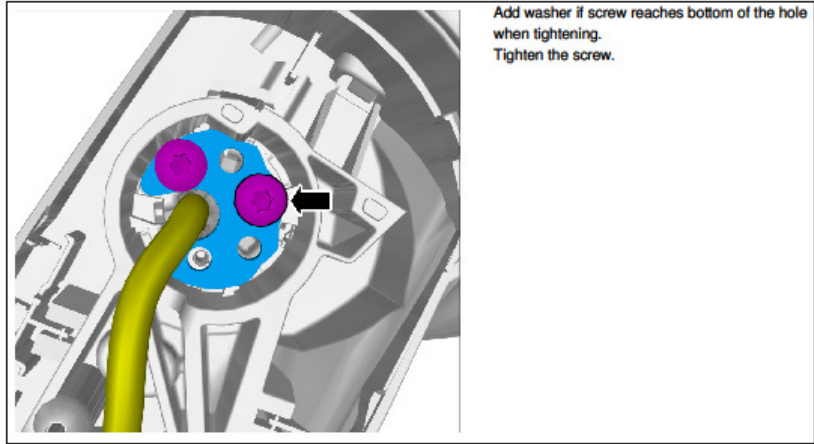 Add washer if screw reaches bottom of the hole
when tightening.
Tighten the screw.